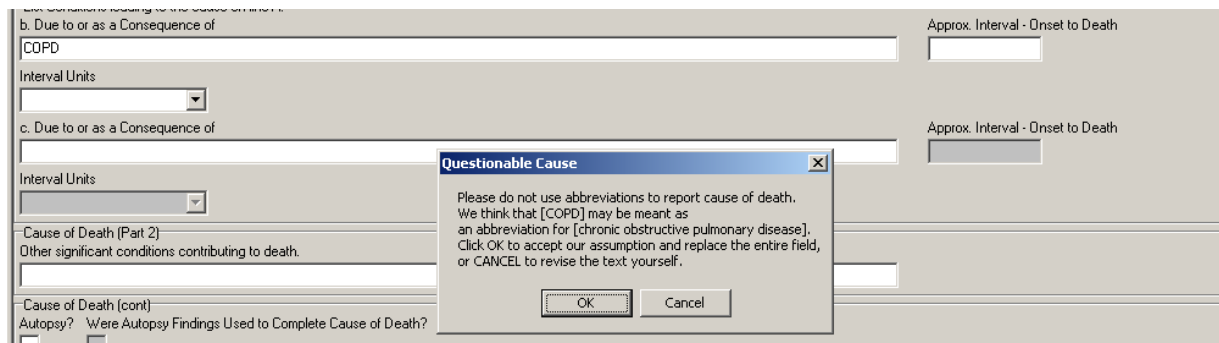 b. Due to or as a Consequence of
Approx. Interval - Onset to Death
COPD
Interval Units
c. Due to or as a Consequence of
Approx. Interval - Onset to Death
Interval Units
Questionable Cause
Please do not use abbreviations to report cause of death.
We think that [COPD] may be meant as
an abbreviation for [chronic obstructive pulmonary disease].
Click OK to accept our assumption and replace the entire field,
or CANCEL to revise the text yourself.
OK
Cancel
Cause of Death (Part 2)
Other significant conditions contributing to death.
Cause of Death (cont)
Autopsy? Were Autopsy Findings Used to Complete Cause of Death?